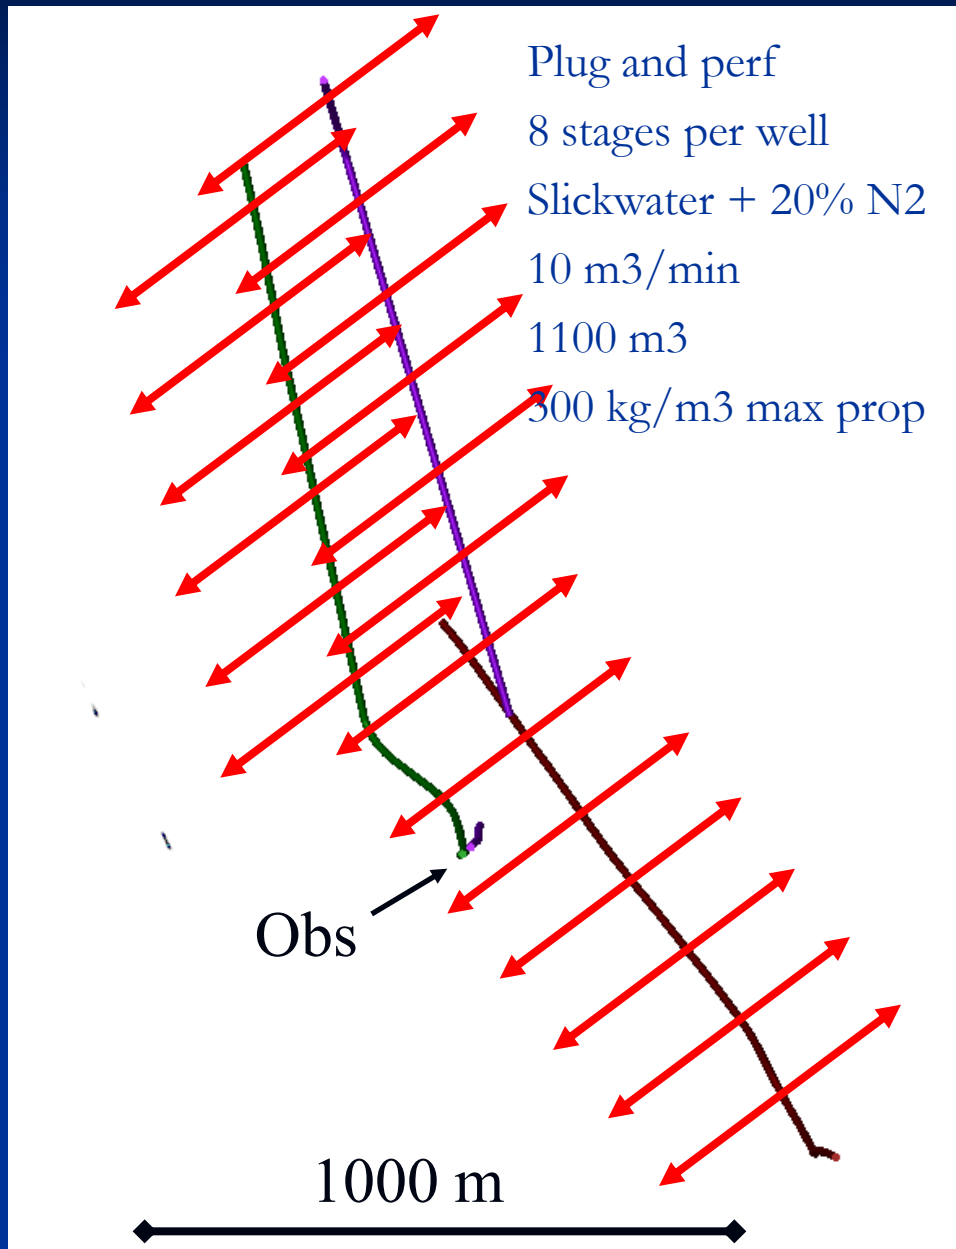 Plug and perf
8 stages per well
Slickwater + 20% N2
10 m3/min
1100 m3
300 kg/m3 max prop
Obs
1000 m